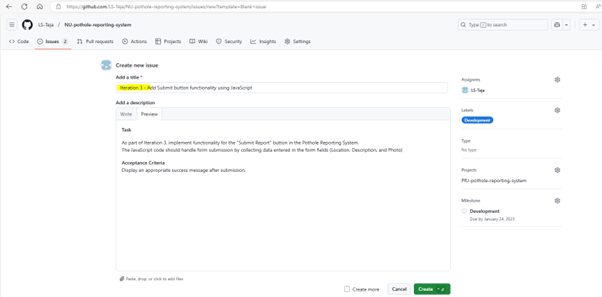 https://github.com/LS-Teja/NU-pothole-reporting-system/issues/new?template=Blank+issue
LS-Teja / NU-pothole-reporting-system
Type / to search
Code
Issues 2
Pull requests
Actions
Projects
Wiki
Security
Insights
Settings
Create new issue
Add a title *
Iteration 3 - Add Submit button functionality using JavaScript
Add a description
Write
Preview
Task
As part of Iteration 3, implement functionality for the "Submit Report" button in the Pothole Reporting System.
The JavaScript code should handle form submission by collecting data entered in the form fields (Location, Description, and Photo)
Acceptance Criteria
Display an appropriate success message after submission.
Paste, drop, or click to add files
Create more
Cancel
Create
Assignees
LS-Teja
Labels
Development
Type
No type
Projects
PRJ-pothole-reporting-system
Milestone
Development
Due by January 24, 2025